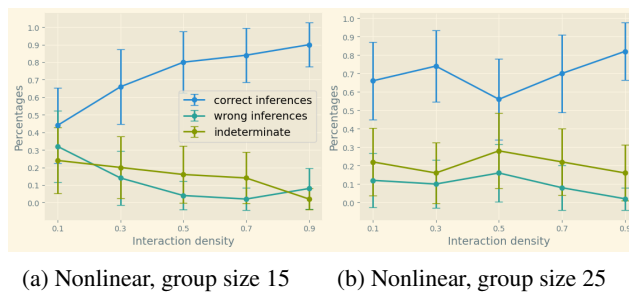 1.0
0.9
0.8
0.7
0.6
0.5
0.4
0.3
0.2
0.1
0.0
Percentages
correct inferences
wrong inferences
indeterminate
0.1 0.3 0.5 0.7 0.9
Interaction density
1.0
0.9
0.8
0.7
0.6
0.5
0.4
0.3
0.2
0.1
0.0
Percentages
0.1 0.3 0.5 0.7 0.9
Interaction density
(a) Nonlinear, group size 15
(b) Nonlinear, group size 25